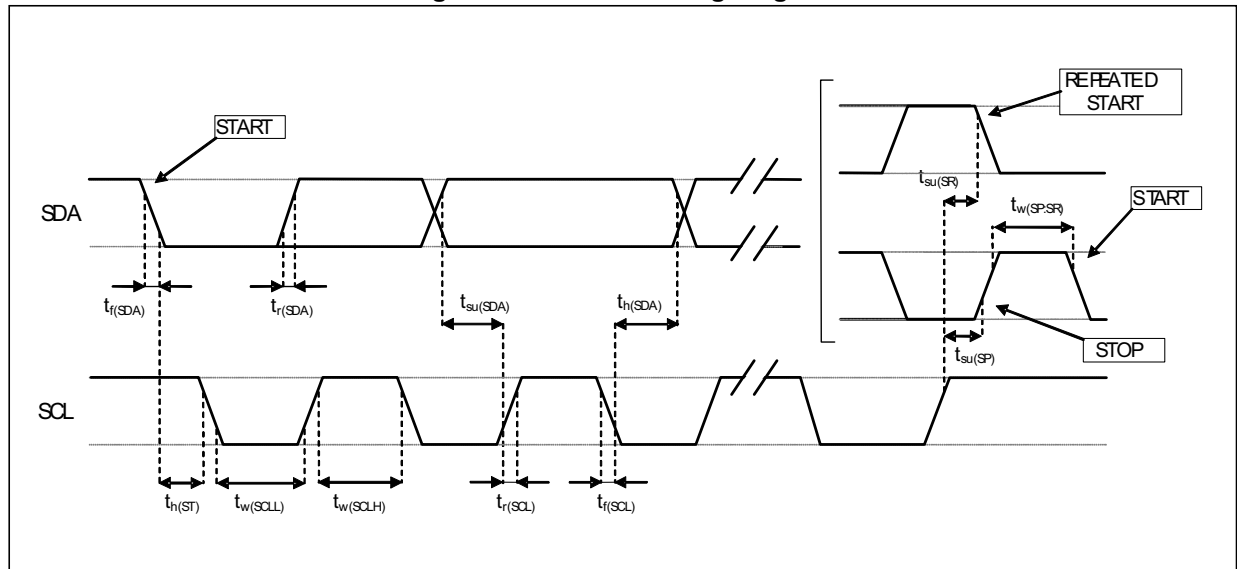 REPEATED
START
START
SDA
t_su(SR)
t_w(SP:SR)
START
t_f(SDA)
t_r(SDA)
t_su(SDA)
t_h(SDA)
t_su(SP)
STOP
SCL
t_h(ST)
t_w(SCLL)
t_w(SCLH)
t_r(SCL)
t_f(SCL)